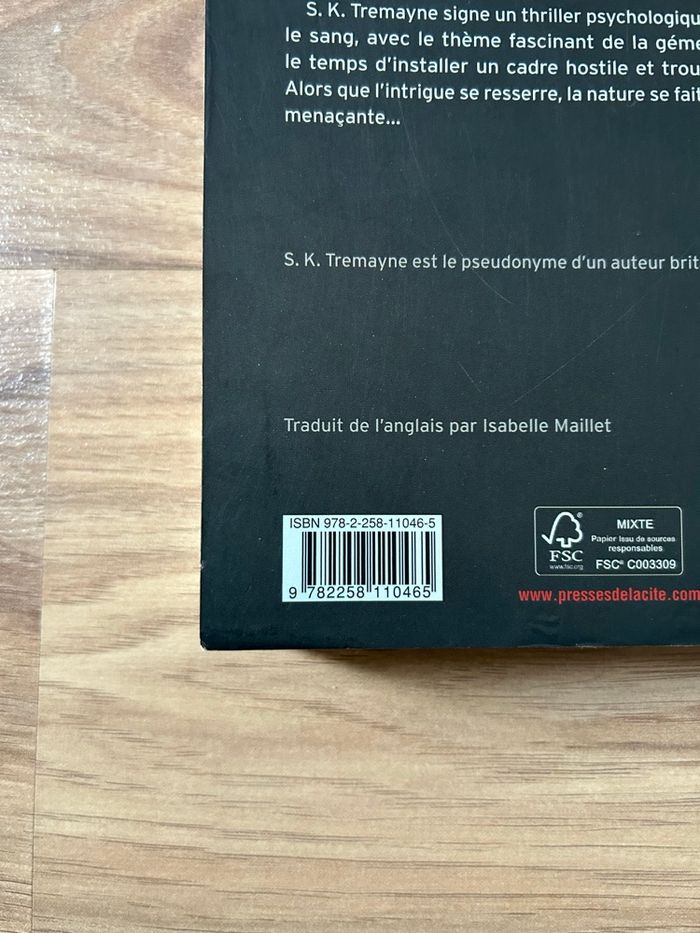 S. K. Tremayne signe un thriller psychologiqu
le sang, avec le thème fascinant de la géme
le temps d'installer un cadre hostile et trou
Alors que l'intrigue se resserre, la nature se fait
menaçante...
S. K. Tremayne est le pseudonyme d'un auteur brit
Traduit de l'anglais par Isabelle Maillet
ISBN 978-2-258-11046-5
9 782258 110465
FSC®
www.fsc.org
MIXTE
Papier issu de sources
responsables
FSC® C003309
www.pressesdelacite.com